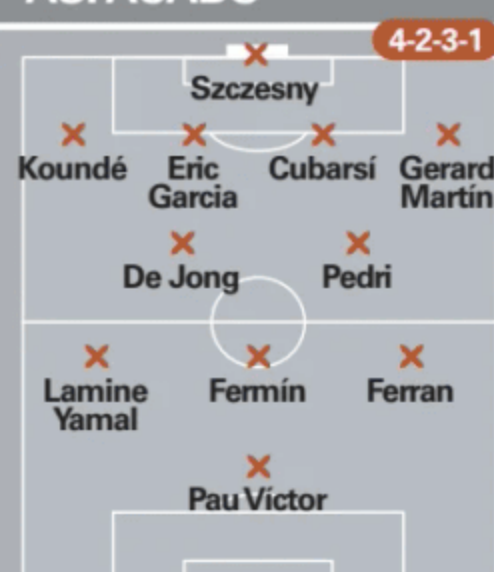 4-2-3-1
Szczesny
Koundé
Eric
Garcia
Cubarsí
Gerard
Martín
De Jong
Pedri
Lamine
Yamal
Fermín
Ferran
Pau Víctor